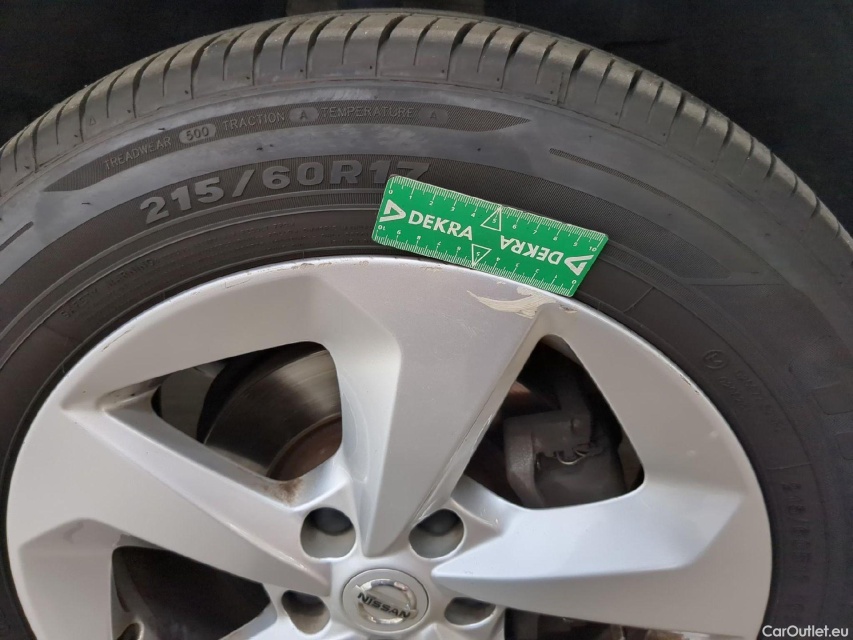 TREADWEAR 500 TRACTION A TEMPERATURE A
215/60R17
DEKRA
DEKRA
NISSAN
CarOutlet.eu